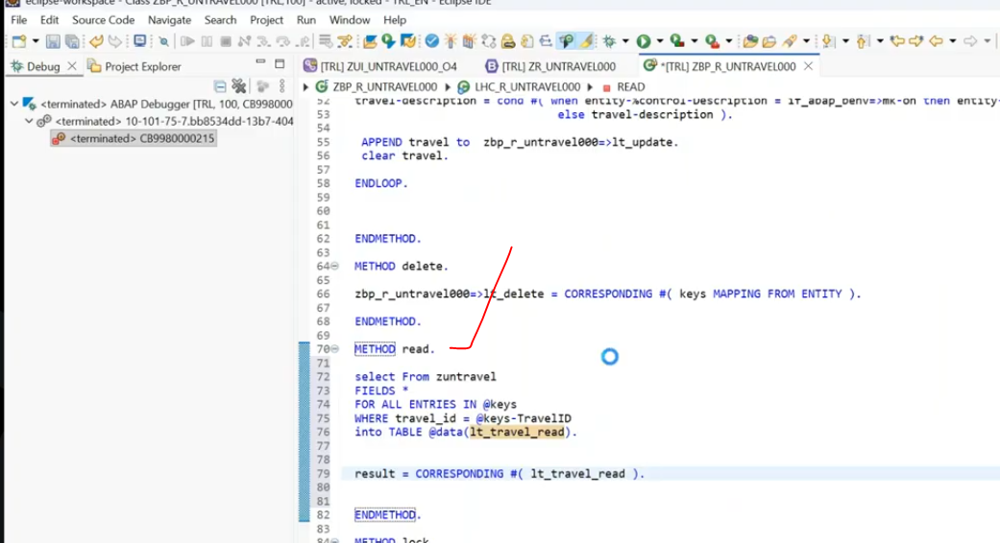 eclipse-workspace - Class ZBP_R_UNTRAVEL000 [TRL,100] - active, locked - TRL_EN - Eclipse IDE
File Edit Source Code Navigate Search Project Run Window Help
Debug Project Explorer
[TRL] ZUI_UNTRAVEL000_O4 [TRL] ZR_UNTRAVEL000 *[TRL] ZBP_R_UNTRAVEL000
ZBP_R_UNTRAVEL000 LHC_R_UNTRAVEL000 READ
<terminated> ABAP Debugger [TRL, 100, CB998000
<terminated> 10-101-75-7.bb8534dd-13b7-404
<terminated> CB9980000215
52 travel-description = cond #( when entity-%control-Description = if_abap_behv=>mk-on then entity-
53 else travel-description ).
54
55 APPEND travel to zbp_r_untravel000=>lt_update.
56 clear travel.
57
58 ENDLOOP.
59
60
61
62 ENDMETHOD.
63
64 METHOD delete.
65
66 zbp_r_untravel000=>lt_delete = CORRESPONDING #( keys MAPPING FROM ENTITY ).
67
68 ENDMETHOD.
69
70 METHOD read.
71
72 select From zuntravel
73 FIELDS *
74 FOR ALL ENTRIES IN @keys
75 WHERE travel_id = @keys-TravelID
76 into TABLE @data(lt_travel_read).
77
78
79 result = CORRESPONDING #( lt_travel_read ).
80
81
82 ENDMETHOD.
83
84 METHOD lock